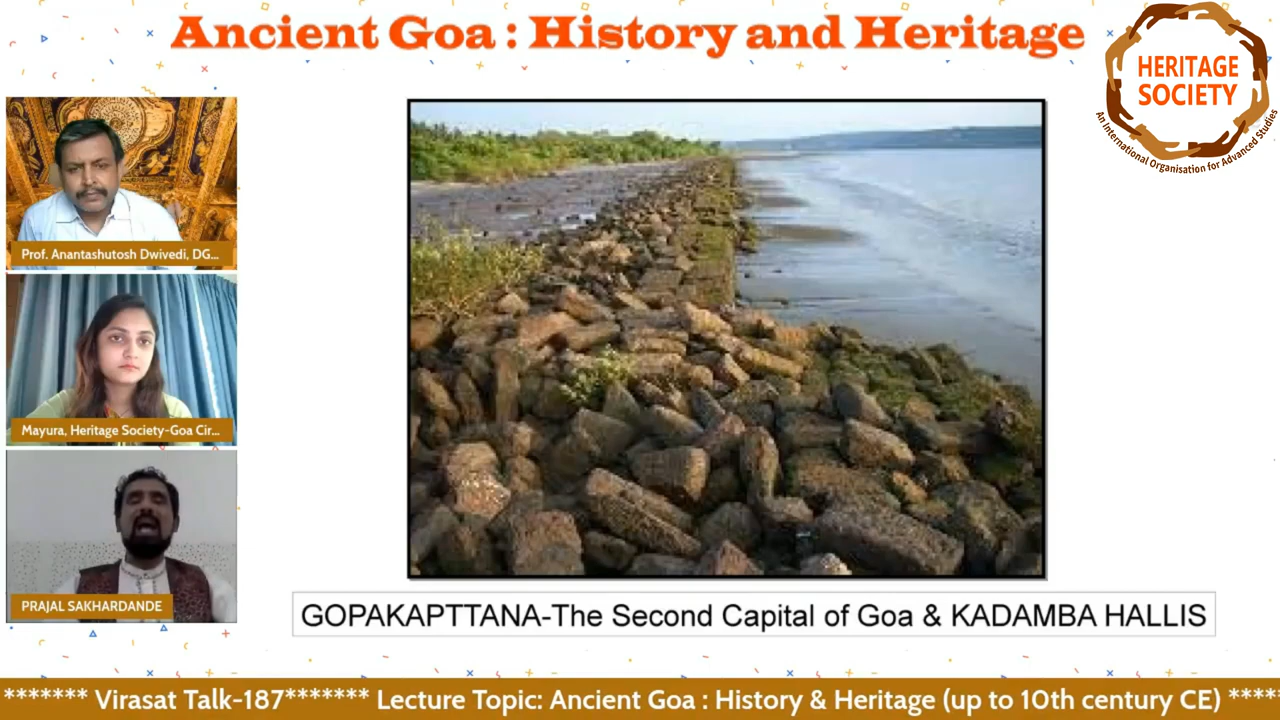 Ancient Goa : History and Heritage
HERITAGE
SOCIETY
An International Organisation for Advanced Studies
Prof. Anantashutosh Dwivedi, DG...
Mayura, Heritage Society-Goa Cir...
PRAJAL SAKHARDANDE
GOPAKAPTTANA-The Second Capital of Goa & KADAMBA HALLIS
******* Virasat Talk-187******* Lecture Topic: Ancient Goa : History & Heritage (up to 10th century CE) *****